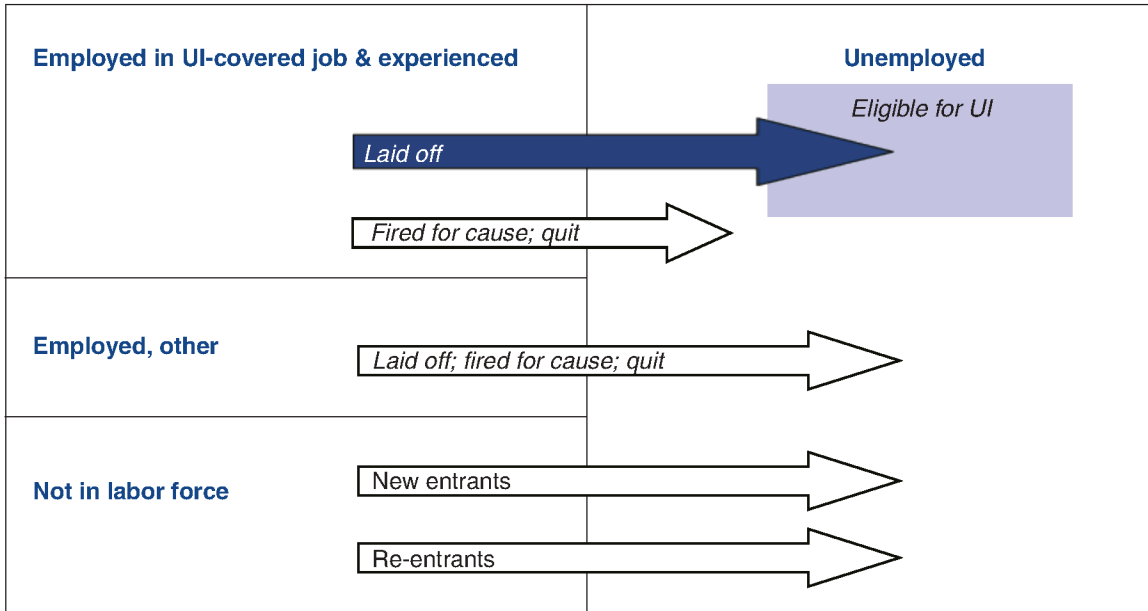 Employed in UI-covered job & experienced
Unemployed
Eligible for UI
Laid off
Fired for cause; quit
Employed, other
Laid off; fired for cause; quit
Not in labor force
New entrants
Re-entrants